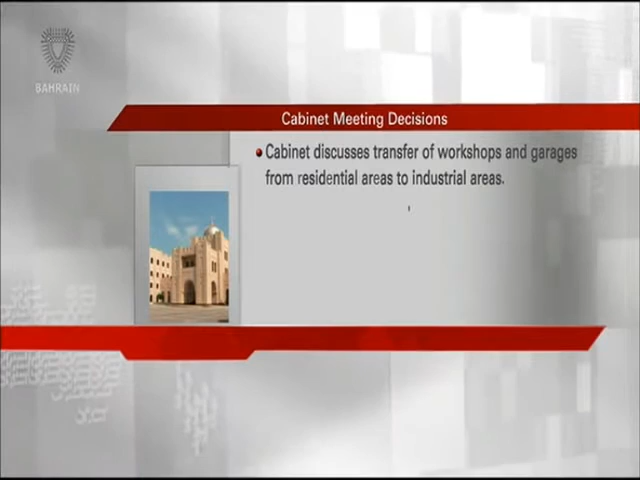 BAHRAIN
Cabinet Meeting Decisions
Cabinet discusses transfer of workshops and garages
from residential areas to industrial areas.